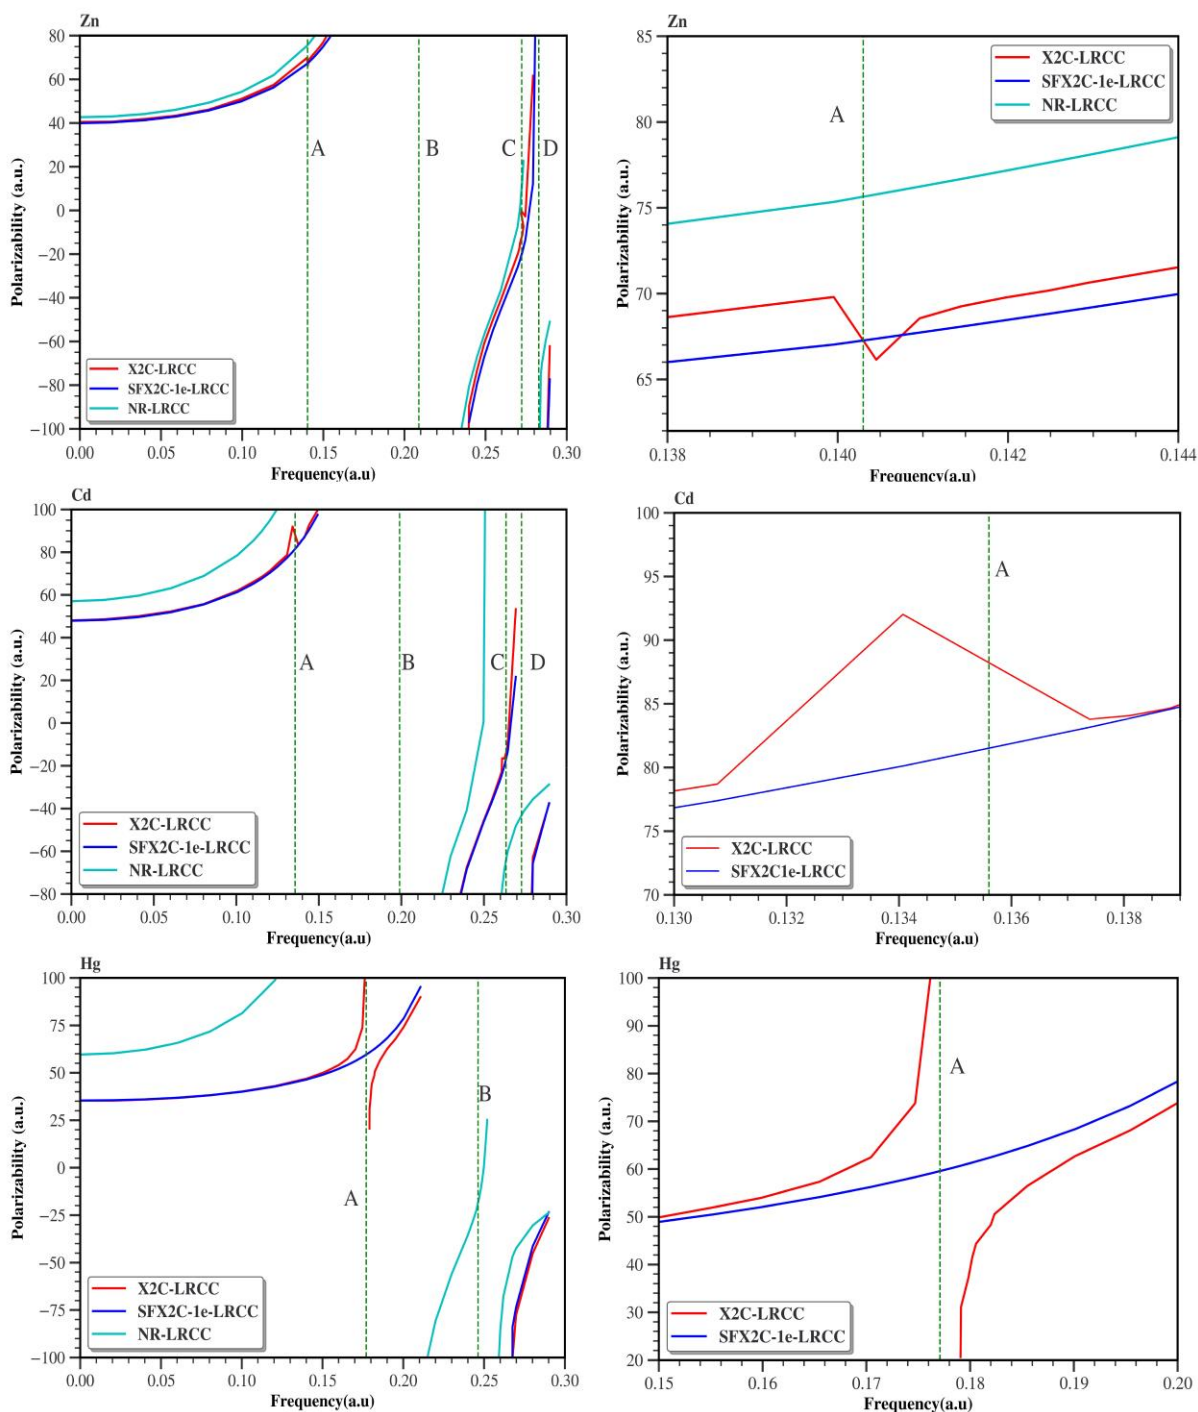 Zn
80
60
40
20
0
−20
−40
−60
−80
−100
Polarizability (a.u.)
A
B
C
D
X2C-LRCC
SFX2C-1e-LRCC
NR-LRCC
0.00 0.05 0.10 0.15 0.20 0.25 0.30
Frequency(a.u)
Zn
85
80
75
70
65
Polarizability (a.u.)
X2C-LRCC
SFX2C-1e-LRCC
NR-LRCC
A
0.138 0.140 0.142 0.144
Frequency(a.u)
Cd
100
80
60
40
20
0
−20
−40
−60
−80
Polarizability (a.u.)
A
B
C
D
X2C-LRCC
SFX2C-1e-LRCC
NR-LRCC
0.00 0.05 0.10 0.15 0.20 0.25 0.30
Frequency(a.u)
Cd
100
95
90
85
80
75
70
Polarizability (a.u.)
A
X2C-LRCC
SFX2C1e-LRCC
0.130 0.132 0.134 0.136 0.138
Frequency(a.u)
Hg
100
75
50
25
0
−25
−50
−75
−100
Polarizability (a.u.)
B
A
X2C-LRCC
SFX2C-1e-LRCC
NR-LRCC
0.00 0.05 0.10 0.15 0.20 0.25 0.30
Frequency(a.u)
Hg
100
90
80
70
60
50
40
30
20
Polarizability (a.u.)
A
X2C-LRCC
SFX2C-1e-LRCC
0.15 0.16 0.17 0.18 0.19 0.20
Frequency(a.u)